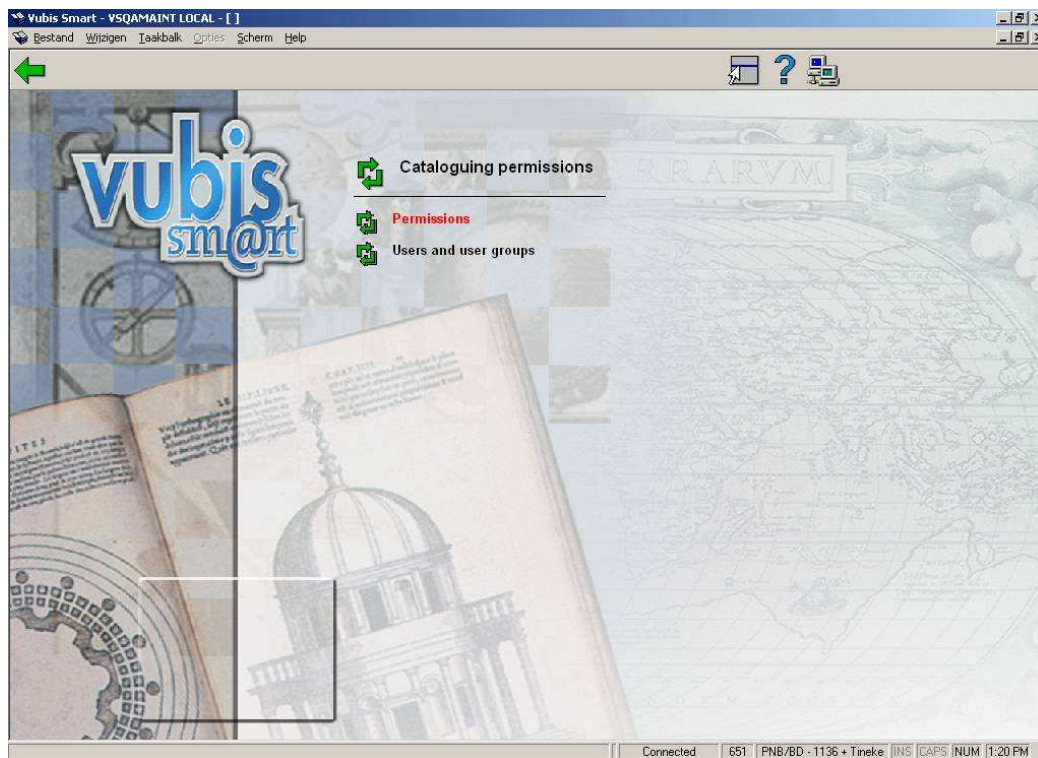 Vubis Smart - VSQAMAINT LOCAL - [ ]
Bestand Wijzigen Taakbalk Opties Scherm Help
vubis
sm@rt
Cataloguing permissions
Permissions
Users and user groups
RRARVM
Connected 651 PNB/BD - 1136 + Tineke INS CAPS NUM 1:20 PM